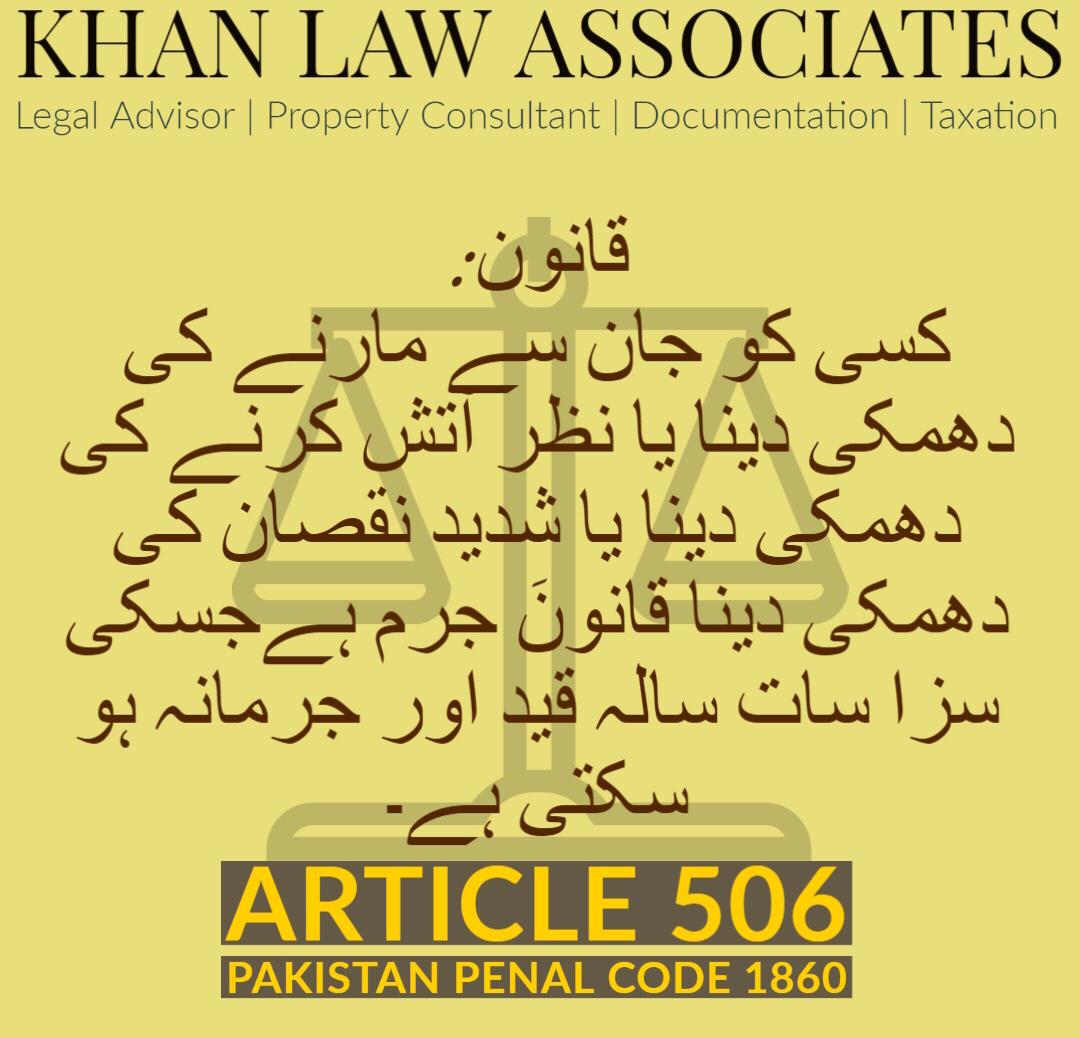 KHAN LAW ASSOCIATES
Legal Advisor | Property Consultant | Documentation | Taxation
قانون:
کسی کو جان سے مارنے کی
دھمکی دینا یا نظر آتش کرنے کی
دھمکی دینا یا شدید نقصان کی
دھمکی دینا قانونَ جرم ہےجسکی
سزا سات سالہ قید اور جرمانہ ہو
سکتی ہے۔
ARTICLE 506
PAKISTAN PENAL CODE 1860